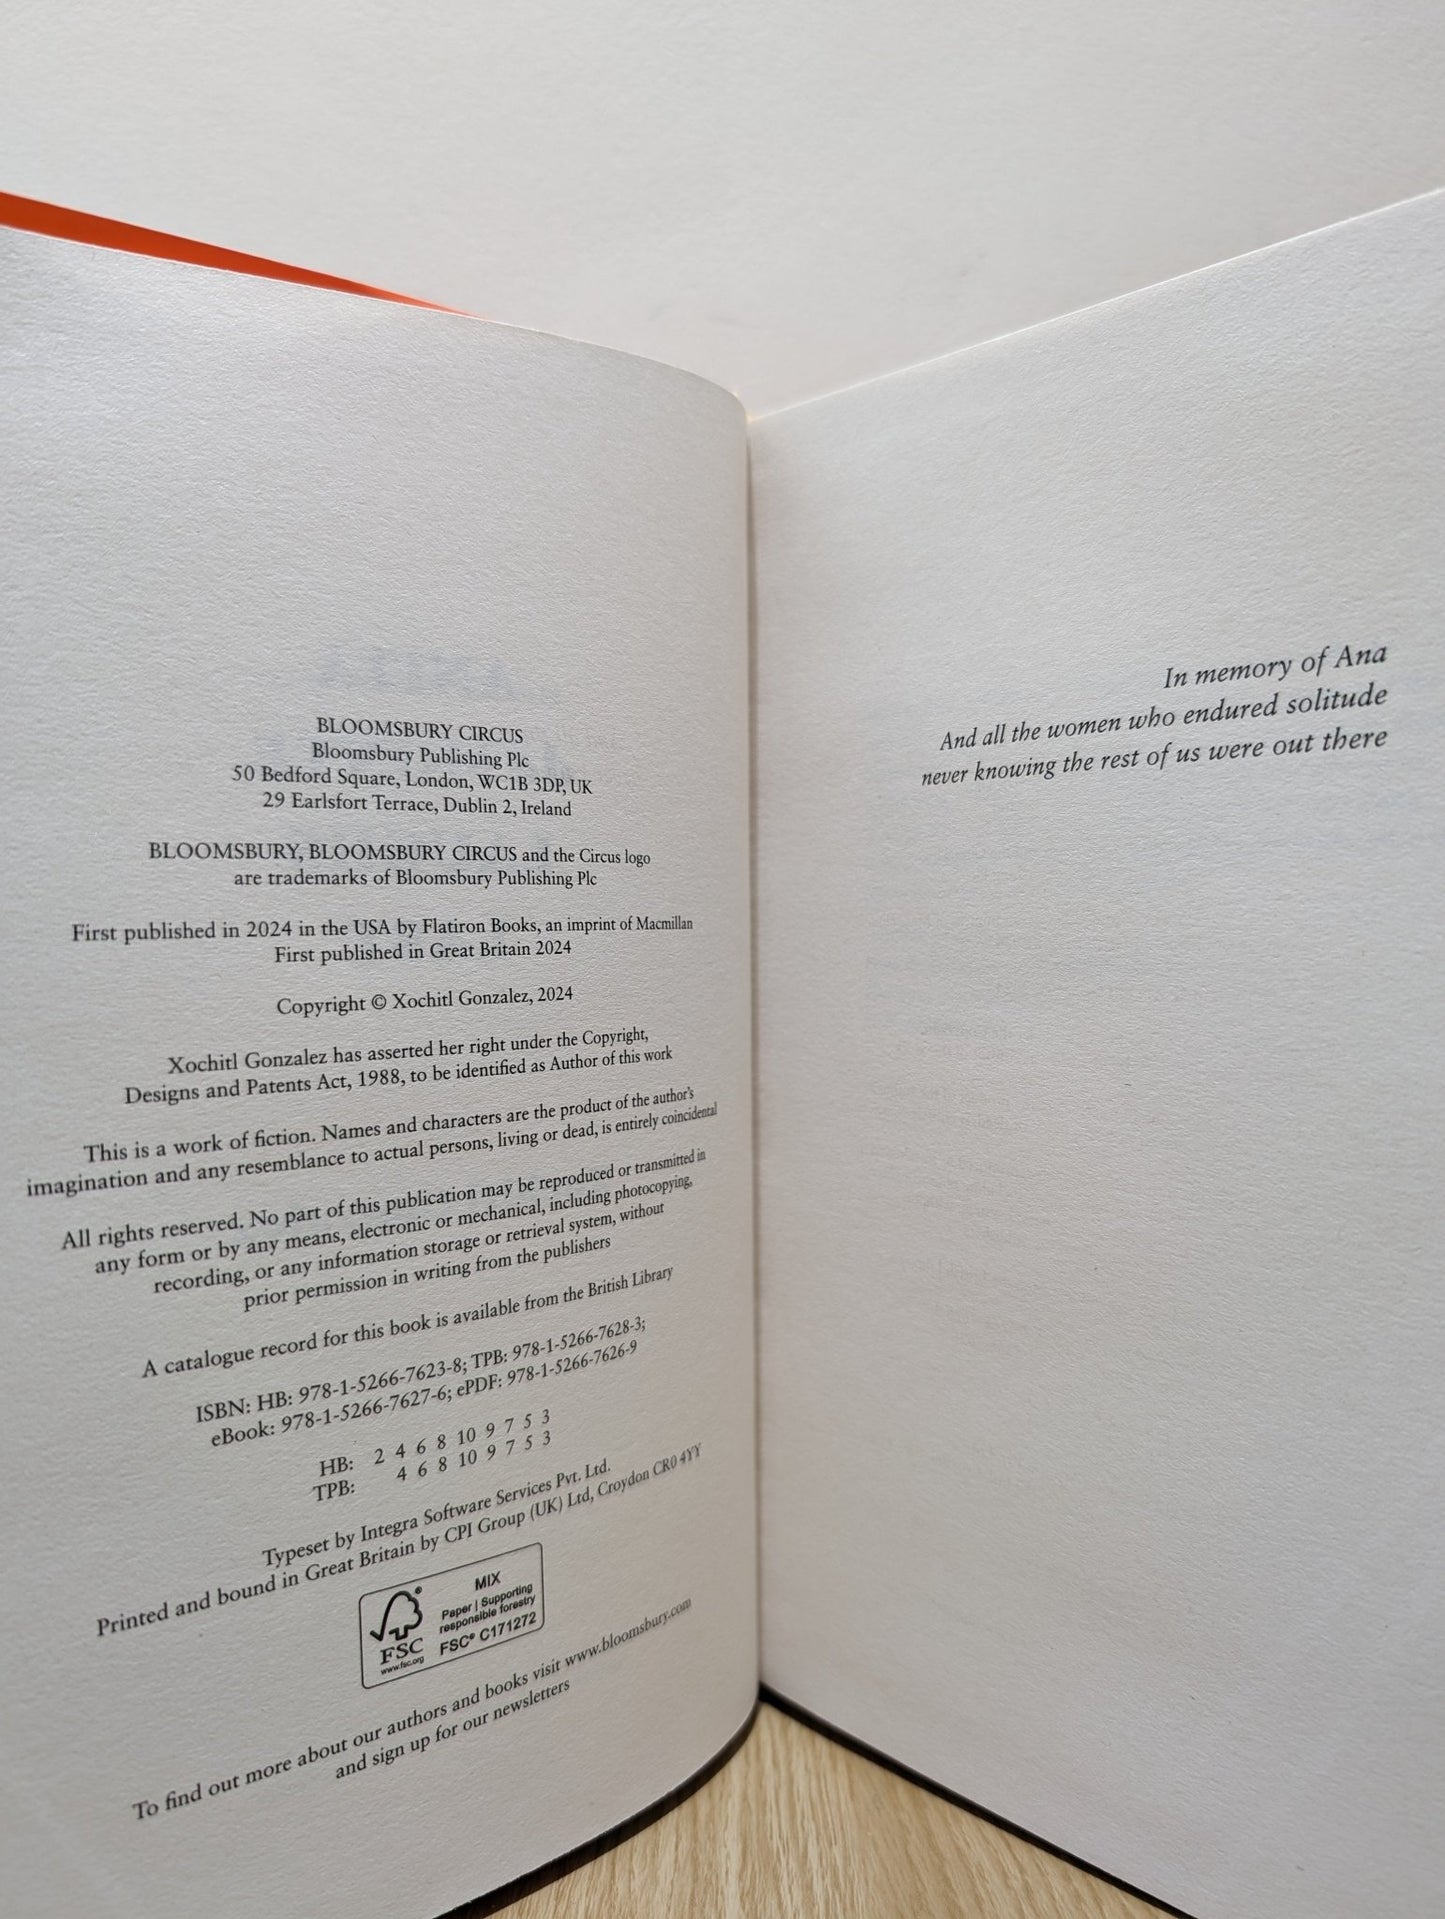 BLOOMSBURY CIRCUS
Bloomsbury Publishing Plc
50 Bedford Square, London, WC1B 3DP, UK
29 Earlsfort Terrace, Dublin 2, Ireland
BLOOMSBURY, BLOOMSBURY CIRCUS and the Circus logo
are trademarks of Bloomsbury Publishing Plc
First published in 2024 in the USA by Flatiron Books, an imprint of Macmillan
First published in Great Britain 2024
Copyright © Xochitl Gonzalez, 2024
Xochitl Gonzalez has asserted her right under the Copyright,
Designs and Patents Act, 1988, to be identified as Author of this work
This is a work of fiction. Names and characters are the product of the author's
imagination and any resemblance to actual persons, living or dead, is entirely coincidental
All rights reserved. No part of this publication may be reproduced or transmitted in
any form or by any means, electronic or mechanical, including photocopying,
recording, or any information storage or retrieval system, without
prior permission in writing from the publishers
A catalogue record for this book is available from the British Library
ISBN: HB: 978-1-5266-7623-8; TPB: 978-1-5266-7628-3;
eBook: 978-1-5266-7627-6; ePDF: 978-1-5266-7626-9
HB: 2 4 6 8 10 9 7 5 3
TPB: 4 6 8 10 9 7 5 3
Typeset by Integra Software Services Pvt. Ltd.
Printed and bound in Great Britain by CPI Group (UK) Ltd, Croydon CR0 4YY
MIX
Paper | Supporting
responsible forestry
FSC® C171272
FSC
www.fsc.org
To find out more about our authors and books visit www.bloomsbury.com
and sign up for our newsletters
In memory of Ana
And all the women who endured solitude
never knowing the rest of us were out there